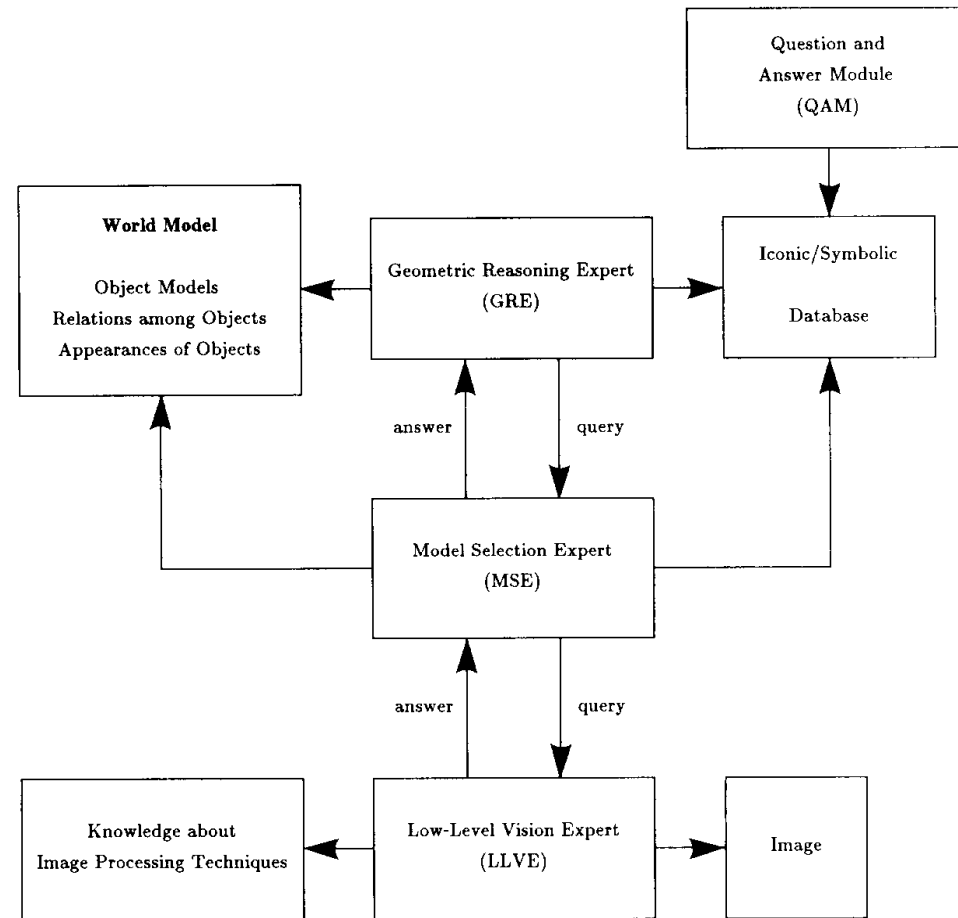 Question and
Answer Module
(QAM)
World Model
Object Models
Relations among Objects
Appearances of Objects
Geometric Reasoning Expert
(GRE)
Iconic/Symbolic
Database
answer
query
Model Selection Expert
(MSE)
answer
query
Knowledge about
Image Processing Techniques
Low-Level Vision Expert
(LLVE)
Image